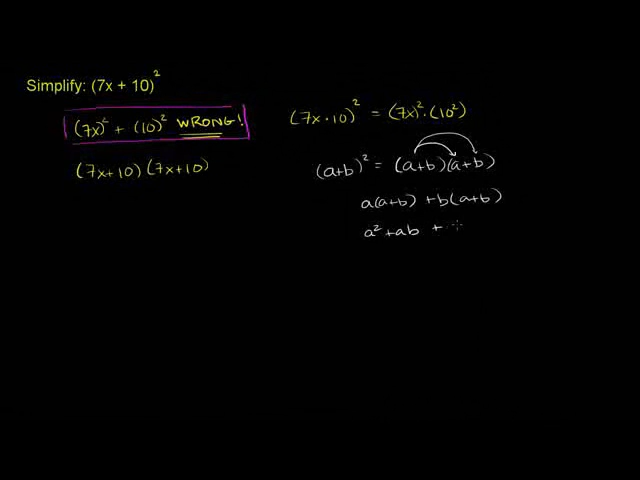 Simplify: (7x + 10)²
(7x)² + (10)² WRONG!
(7x+10)(7x+10)
(7x·10)² = (7x)²·(10²)
(a+b)² = (a+b)(a+b)
a(a+b) + b(a+b)
a² + ab +